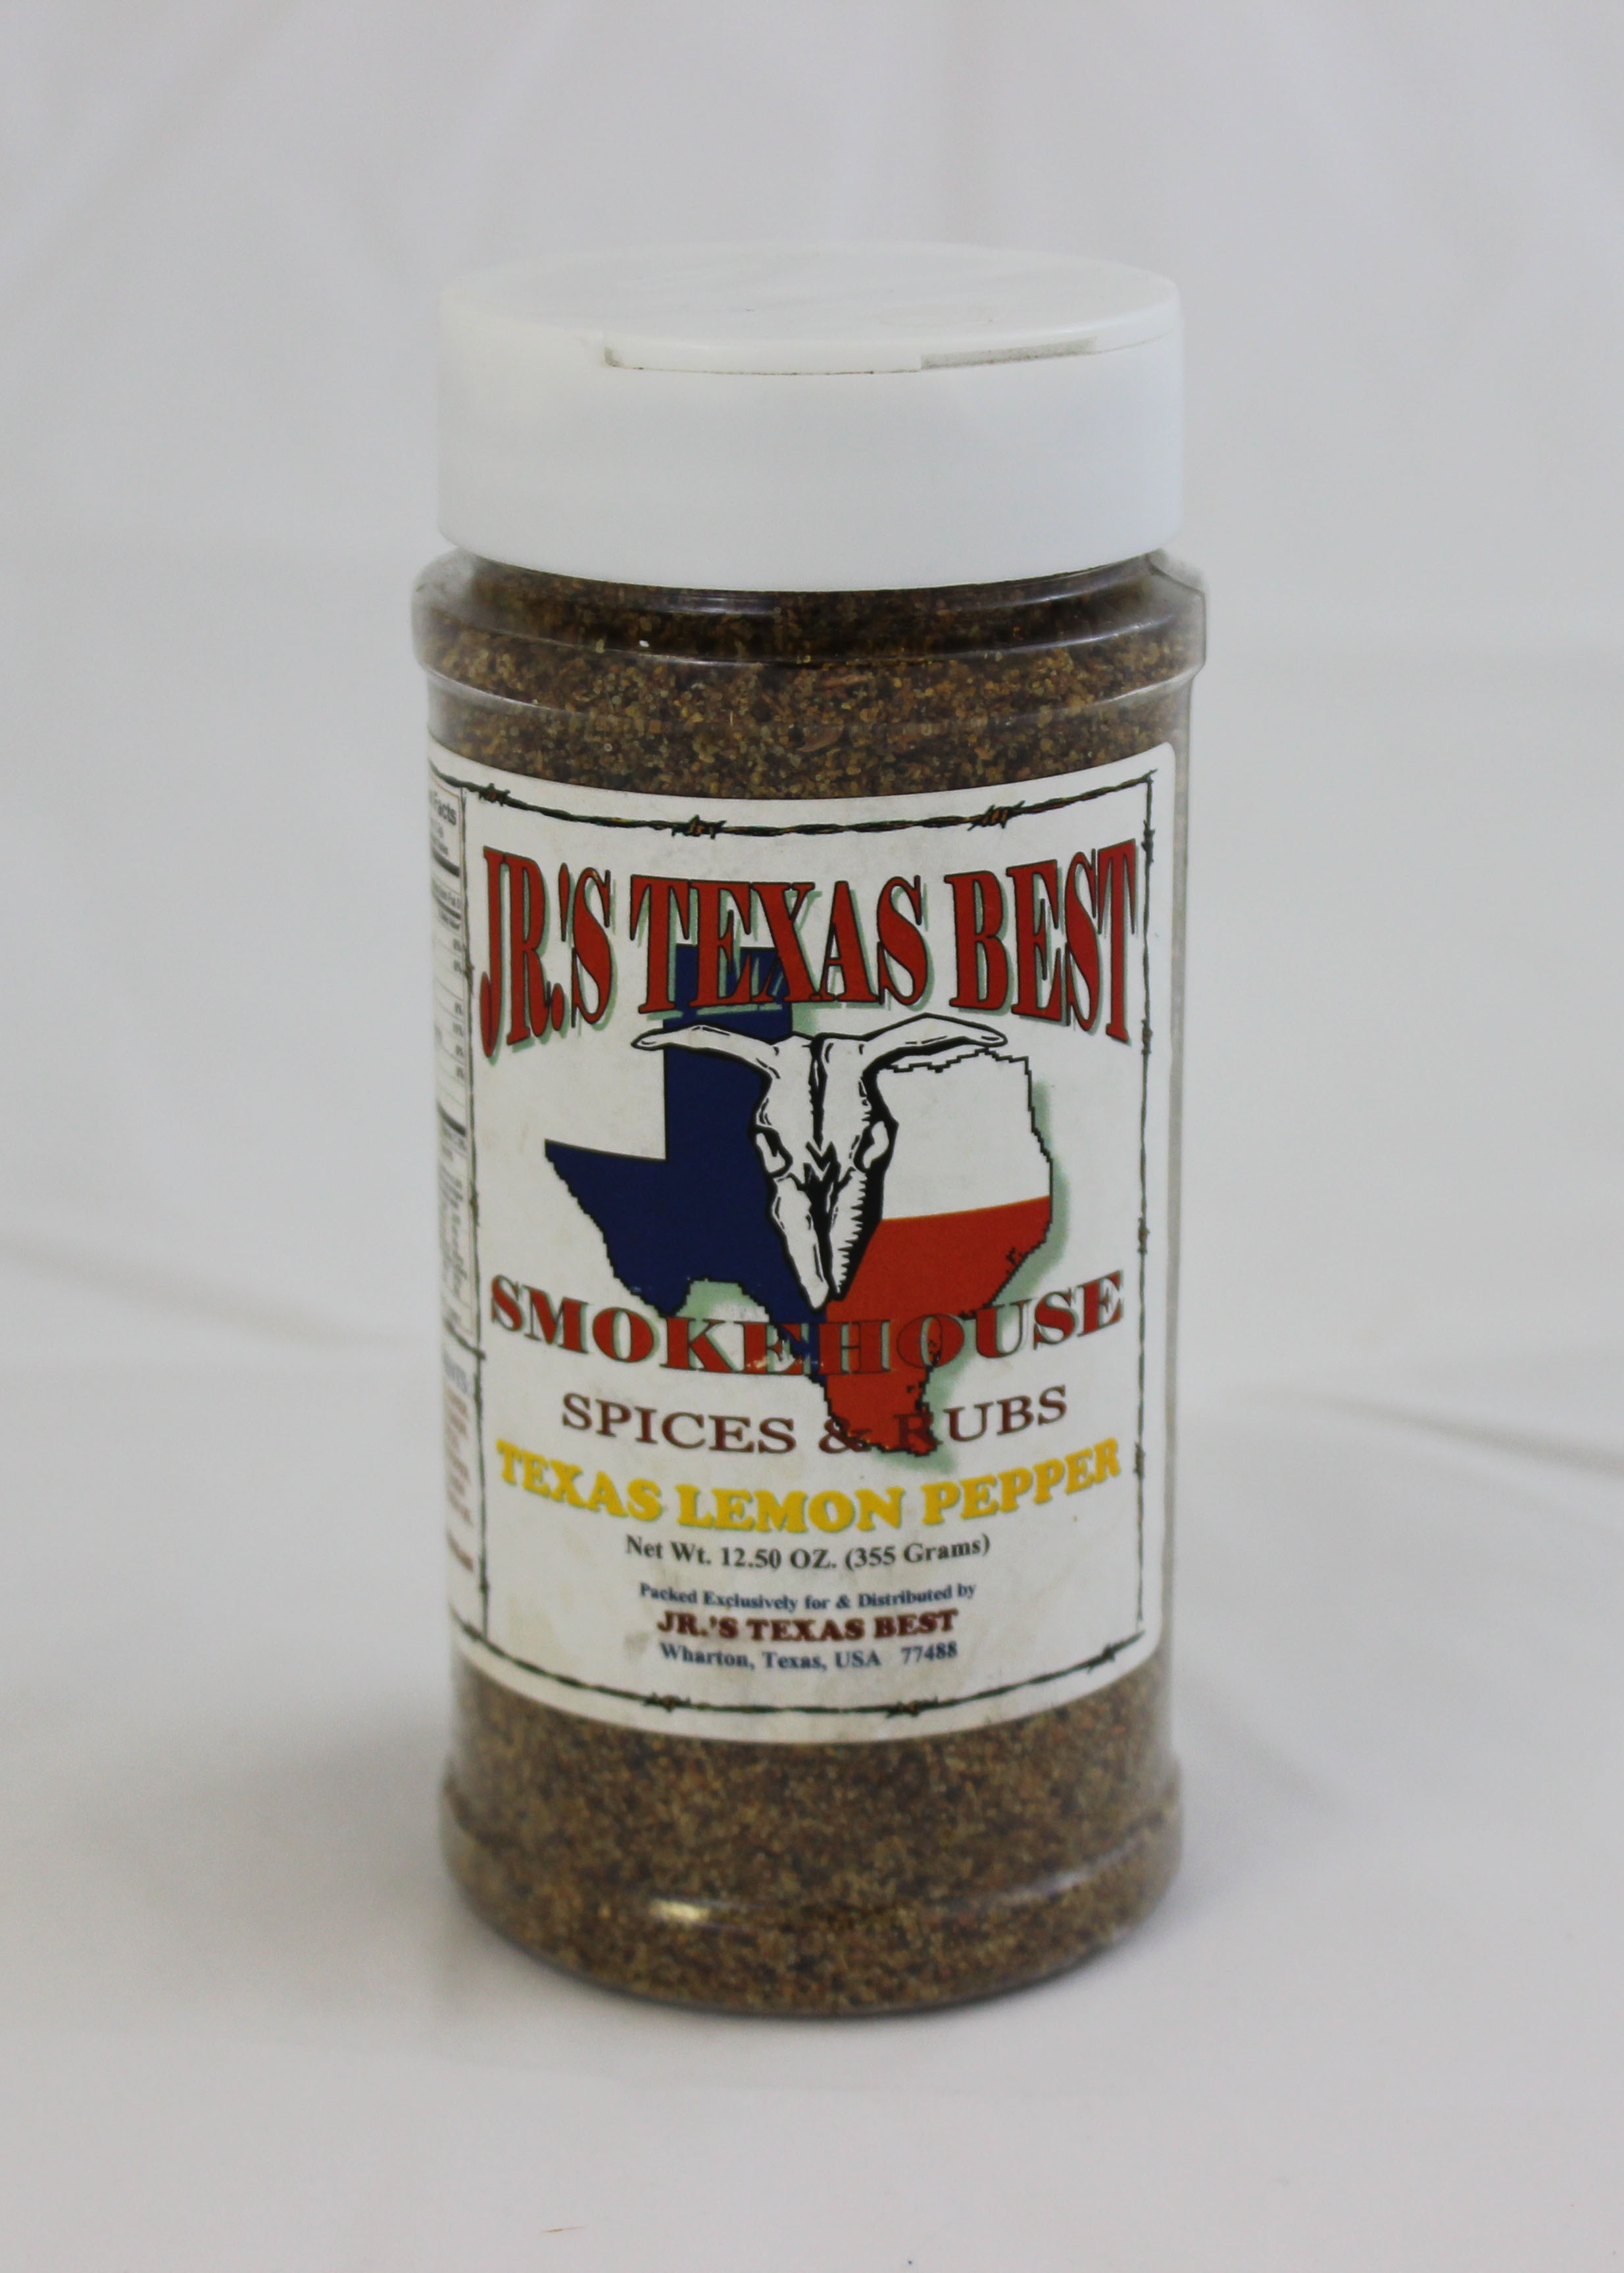 JR.'S TEXAS BEST
SMOKEHOUSE
SPICES & RUBS
TEXAS LEMON PEPPER
Net Wt. 12.50 OZ. (355 Grams)
Packed Exclusively for & Distributed by
JR.'S TEXAS BEST
Wharton, Texas, USA 77488
Facts